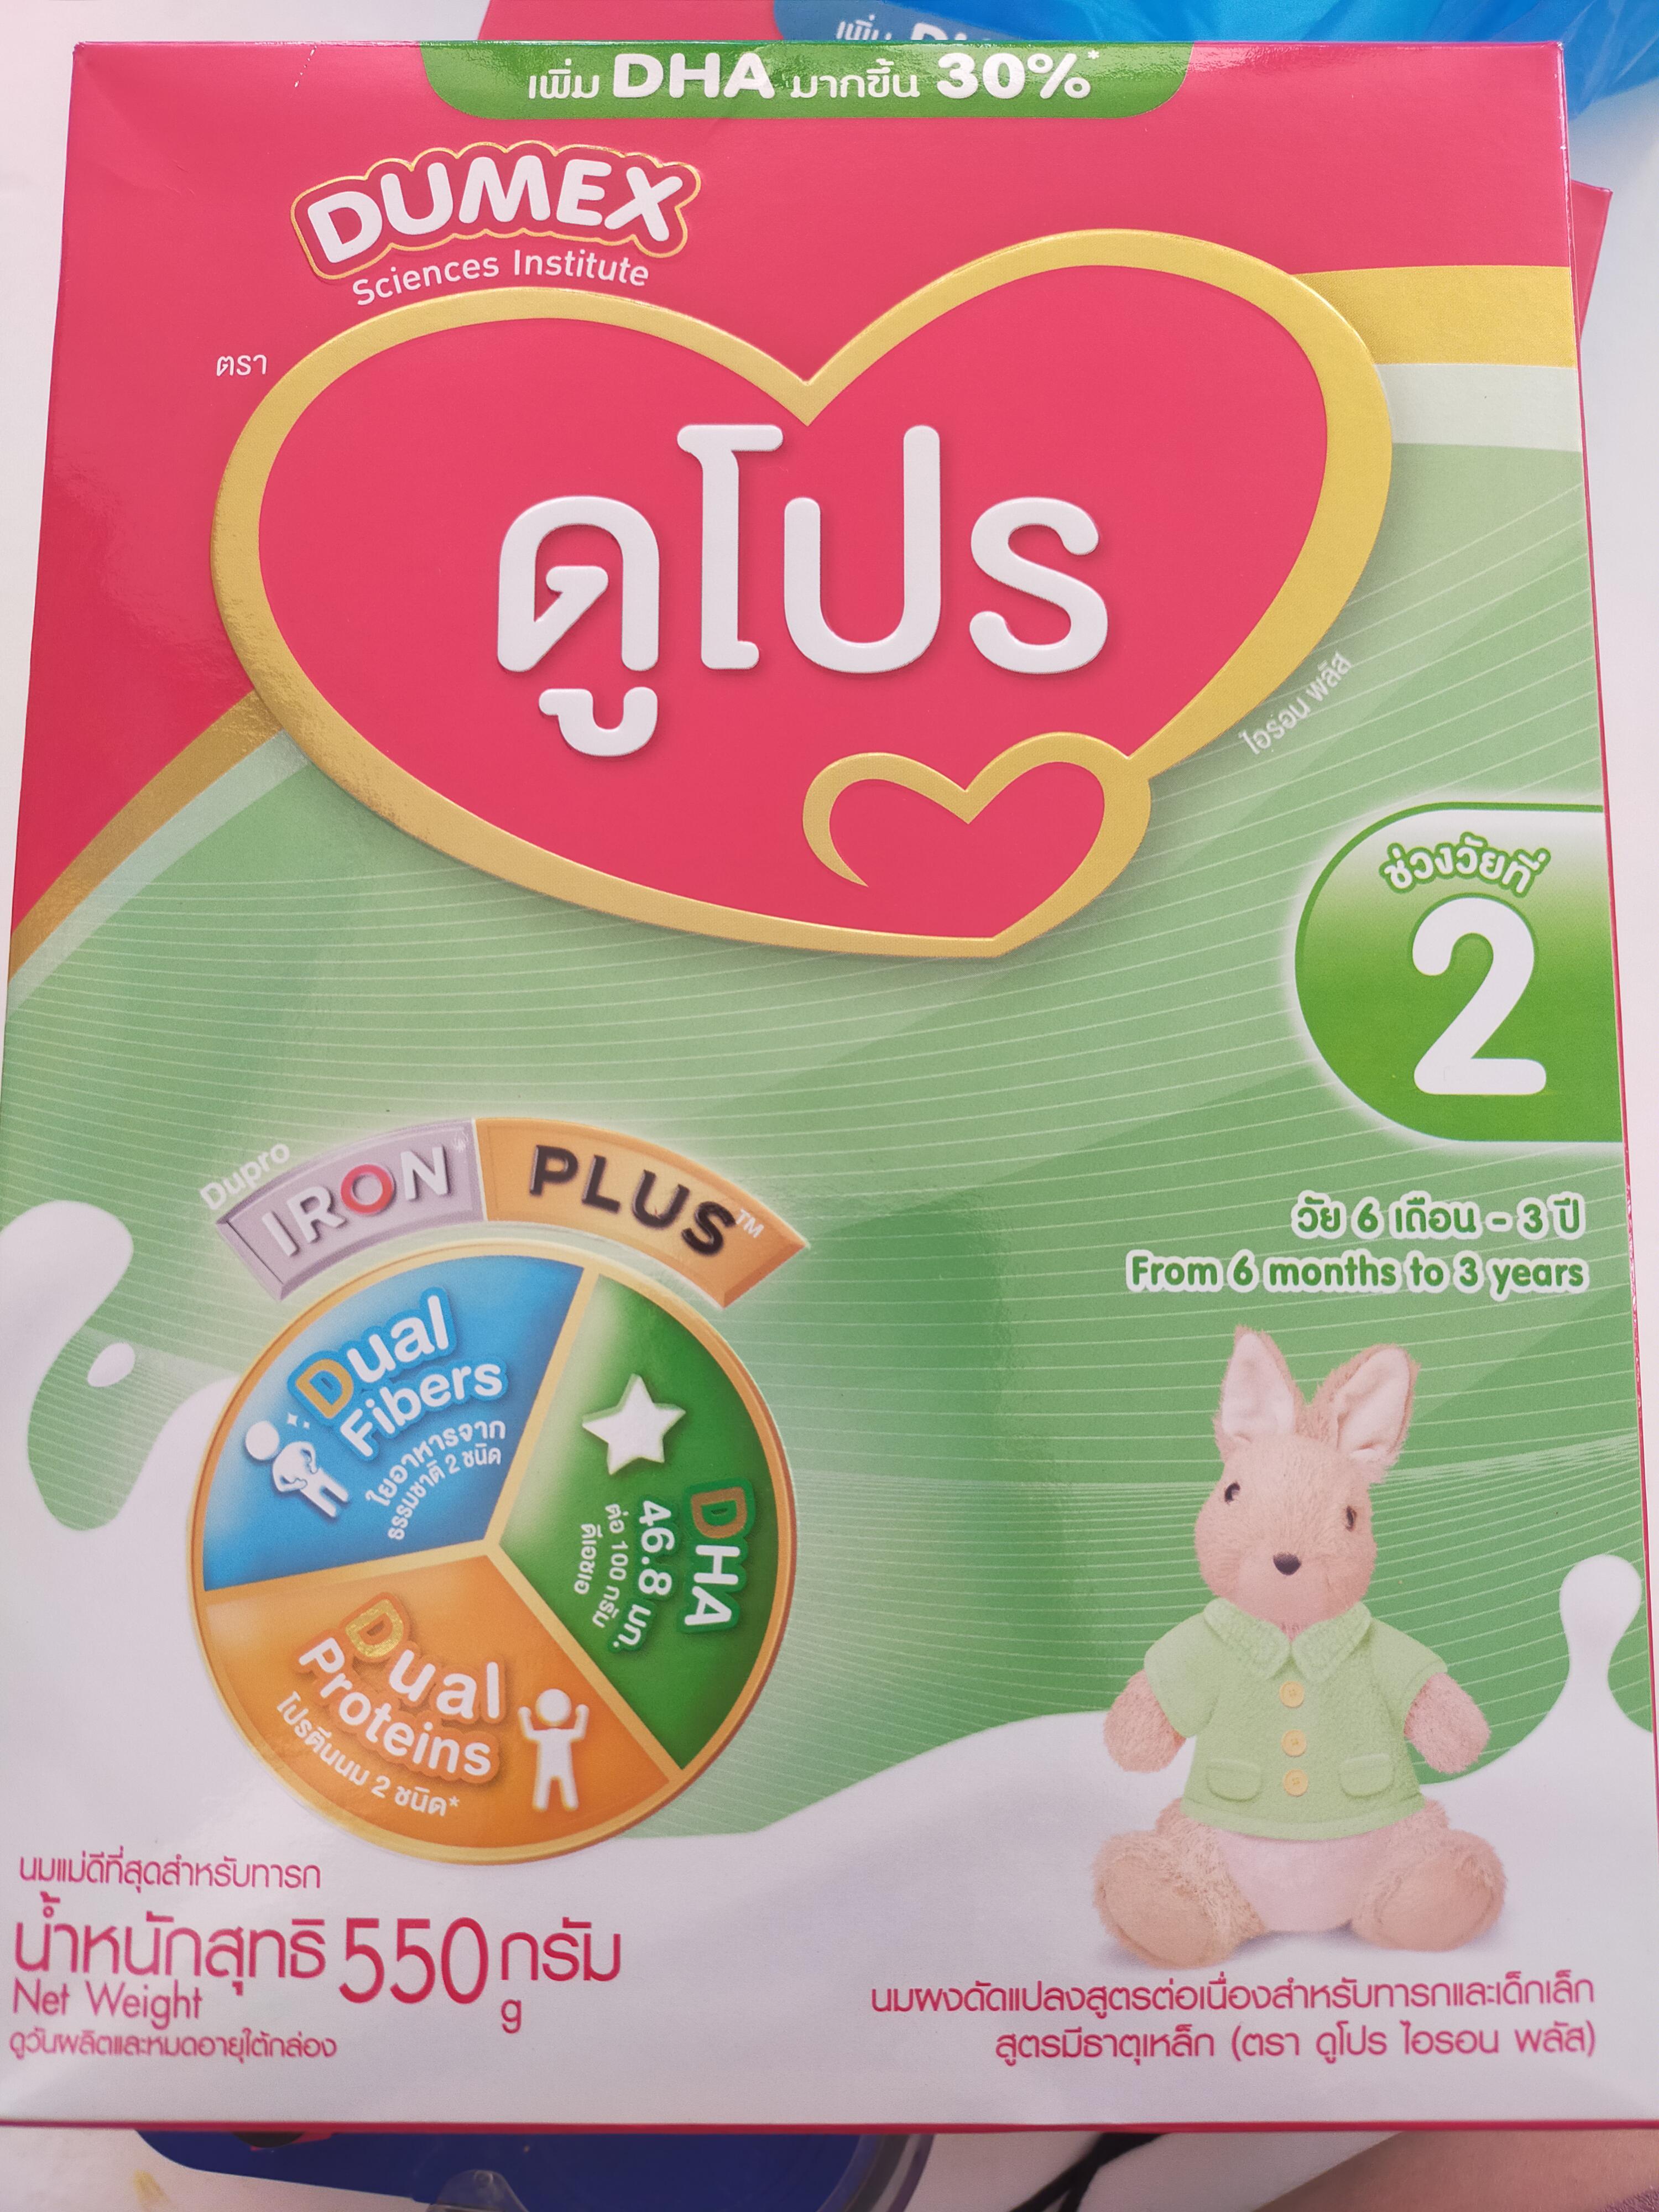 เพิ่ม DHA มากขึ้น 30%*
DUMEX
Sciences Institute
ตรา
ดูโปร
ไอรอน พลัส
ช่วงวัยที่
2
วัย 6 เดือน - 3 ปี
From 6 months to 3 years
Dupro
IRON PLUS™
Dual
Fibers
ใยอาหารจาก
ธรรมชาติ 2 ชนิด
DHA
46.8 มก.
ต่อ 100 กรัม
ดีเอชเอ
Dual
Proteins
โปรตีนนม 2 ชนิด*
นมแม่ดีที่สุดสำหรับทารก
น้ำหนักสุทธิ 550 กรัม
Net Weight g
ดูวันผลิตและหมดอายุใต้กล่อง
นมผงดัดแปลงสูตรต่อเนื่องสำหรับทารกและเด็กเล็ก
สูตรมีธาตุเหล็ก (ตรา ดูโปร ไอรอน พลัส)